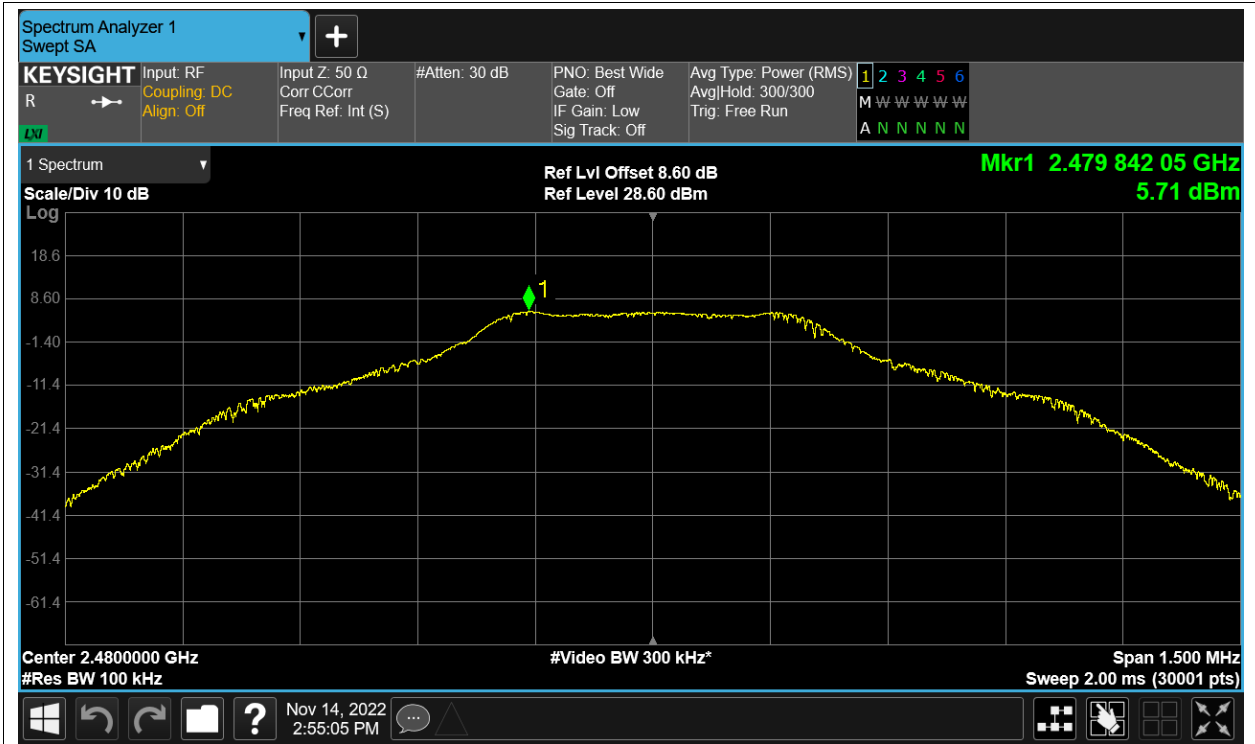 Spectrum Analyzer 1
Swept SA
KEYSIGHT
R
LXI
Input: RF
Coupling: DC
Align: Off
Input Z: 50 Ω
Corr CCorr
Freq Ref: Int (S)
#Atten: 30 dB
PNO: Best Wide
Gate: Off
IF Gain: Low
Sig Track: Off
Avg Type: Power (RMS)
Avg|Hold: 300/300
Trig: Free Run
1 2 3 4 5 6
M W W W W W
A N N N N N
1 Spectrum
Scale/Div 10 dB
Ref Lvl Offset 8.60 dB
Ref Level 28.60 dBm
Mkr1 2.479 842 05 GHz
5.71 dBm
Log
18.6
8.60
-1.40
-11.4
-21.4
-31.4
-41.4
-51.4
-61.4
1
Center 2.4800000 GHz
#Video BW 300 kHz*
Span 1.500 MHz
#Res BW 100 kHz
Sweep 2.00 ms (30001 pts)
?
Nov 14, 2022
2:55:05 PM